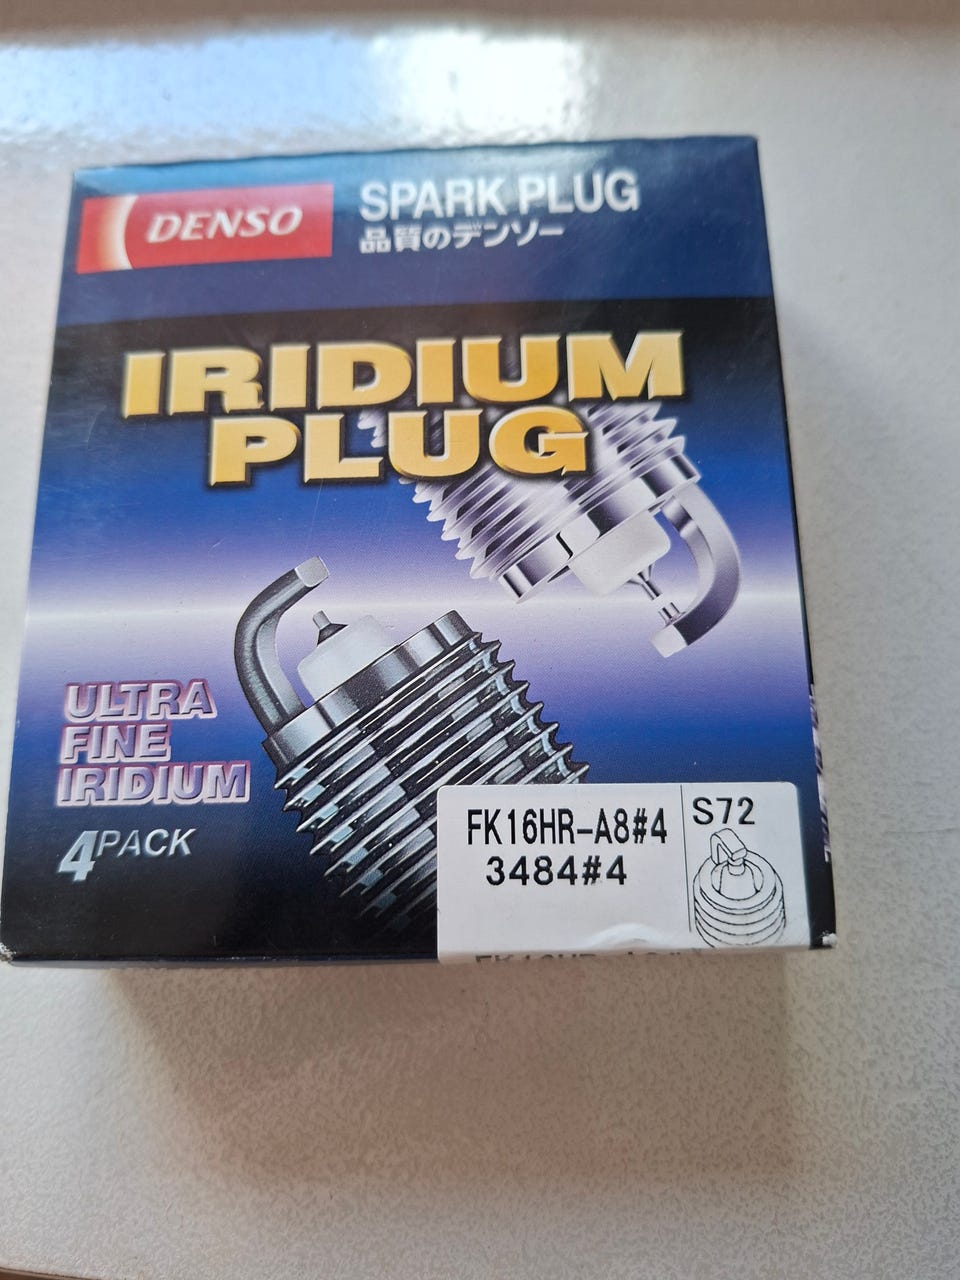 DENSO
SPARK PLUG
品質のデンソー
IRIDIUM
PLUG
ULTRA
FINE
IRIDIUM
4PACK
FK16HR-A8#4
3484#4
S72